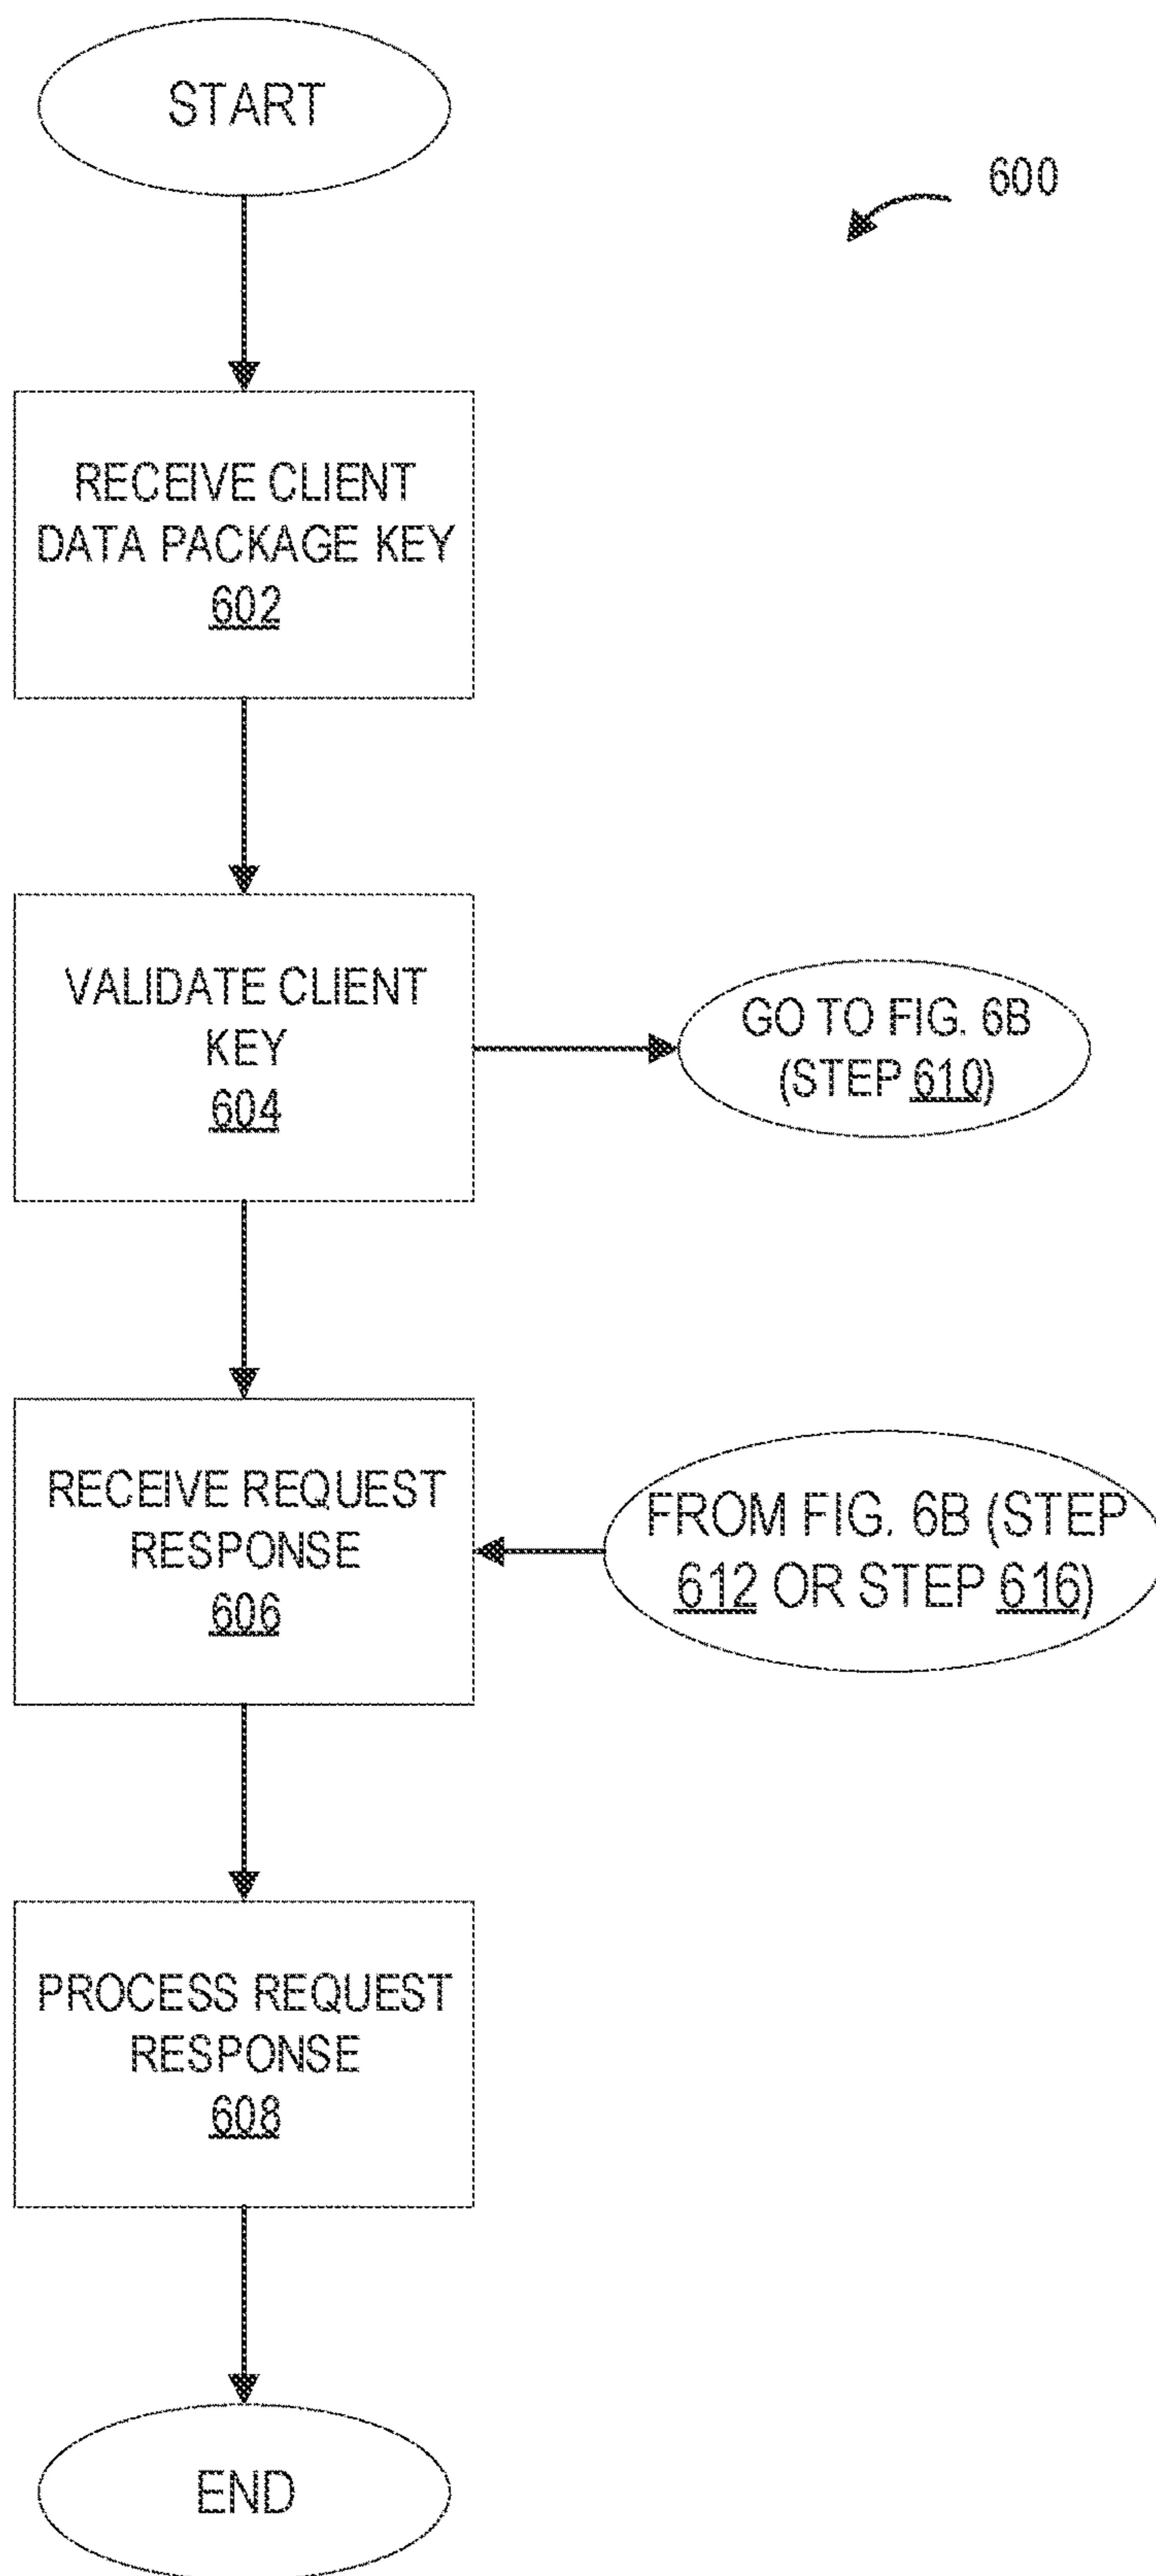 START
600
RECEIVE CLIENT
DATA PACKAGE KEY
602
VALIDATE CLIENT
KEY
604
GO TO FIG. 6B
(STEP 610)
RECEIVE REQUEST
RESPONSE
606
FROM FIG. 6B (STEP
612 OR STEP 616)
PROCESS REQUEST
RESPONSE
608
END